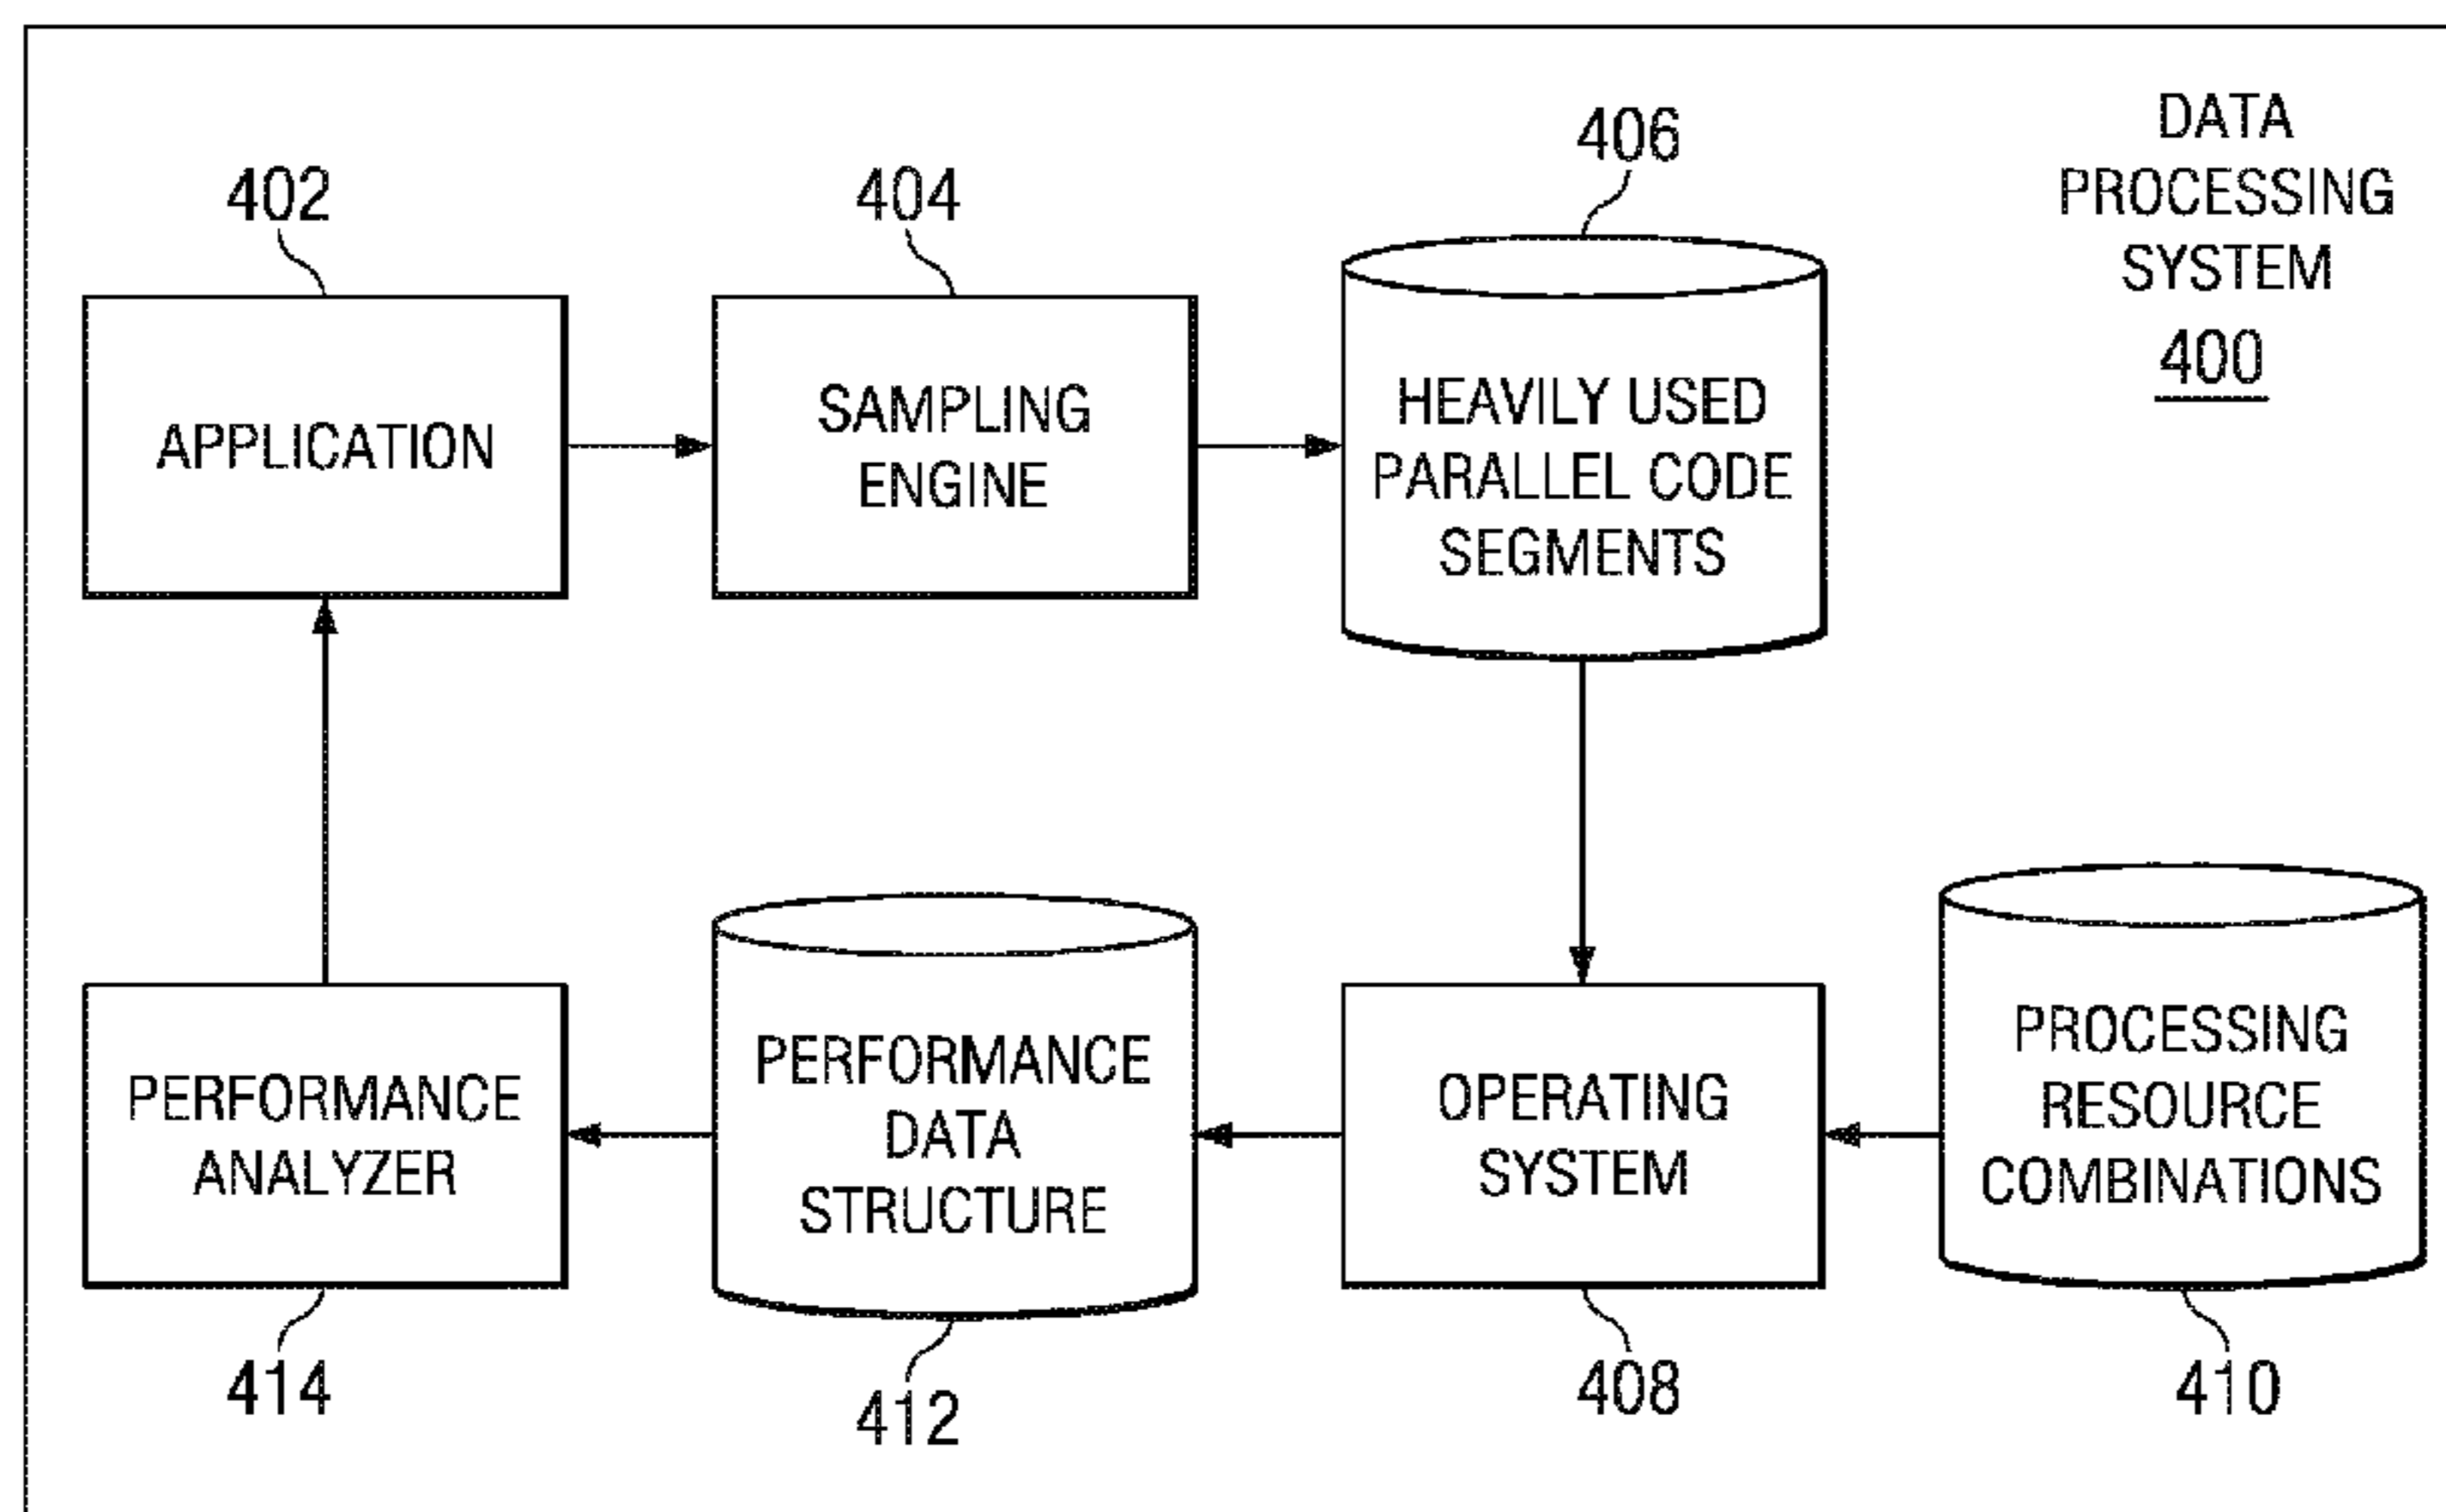 DATA
PROCESSING
SYSTEM
400
402
404
406
APPLICATION
SAMPLING
ENGINE
HEAVILY USED
PARALLEL CODE
SEGMENTS
PERFORMANCE
ANALYZER
PERFORMANCE
DATA
STRUCTURE
OPERATING
SYSTEM
PROCESSING
RESOURCE
COMBINATIONS
414
412
408
410